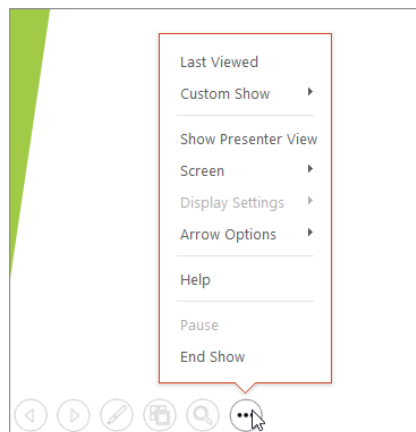 Last Viewed
Custom Show
Show Presenter View
Screen
Display Settings
Arrow Options
Help
Pause
End Show